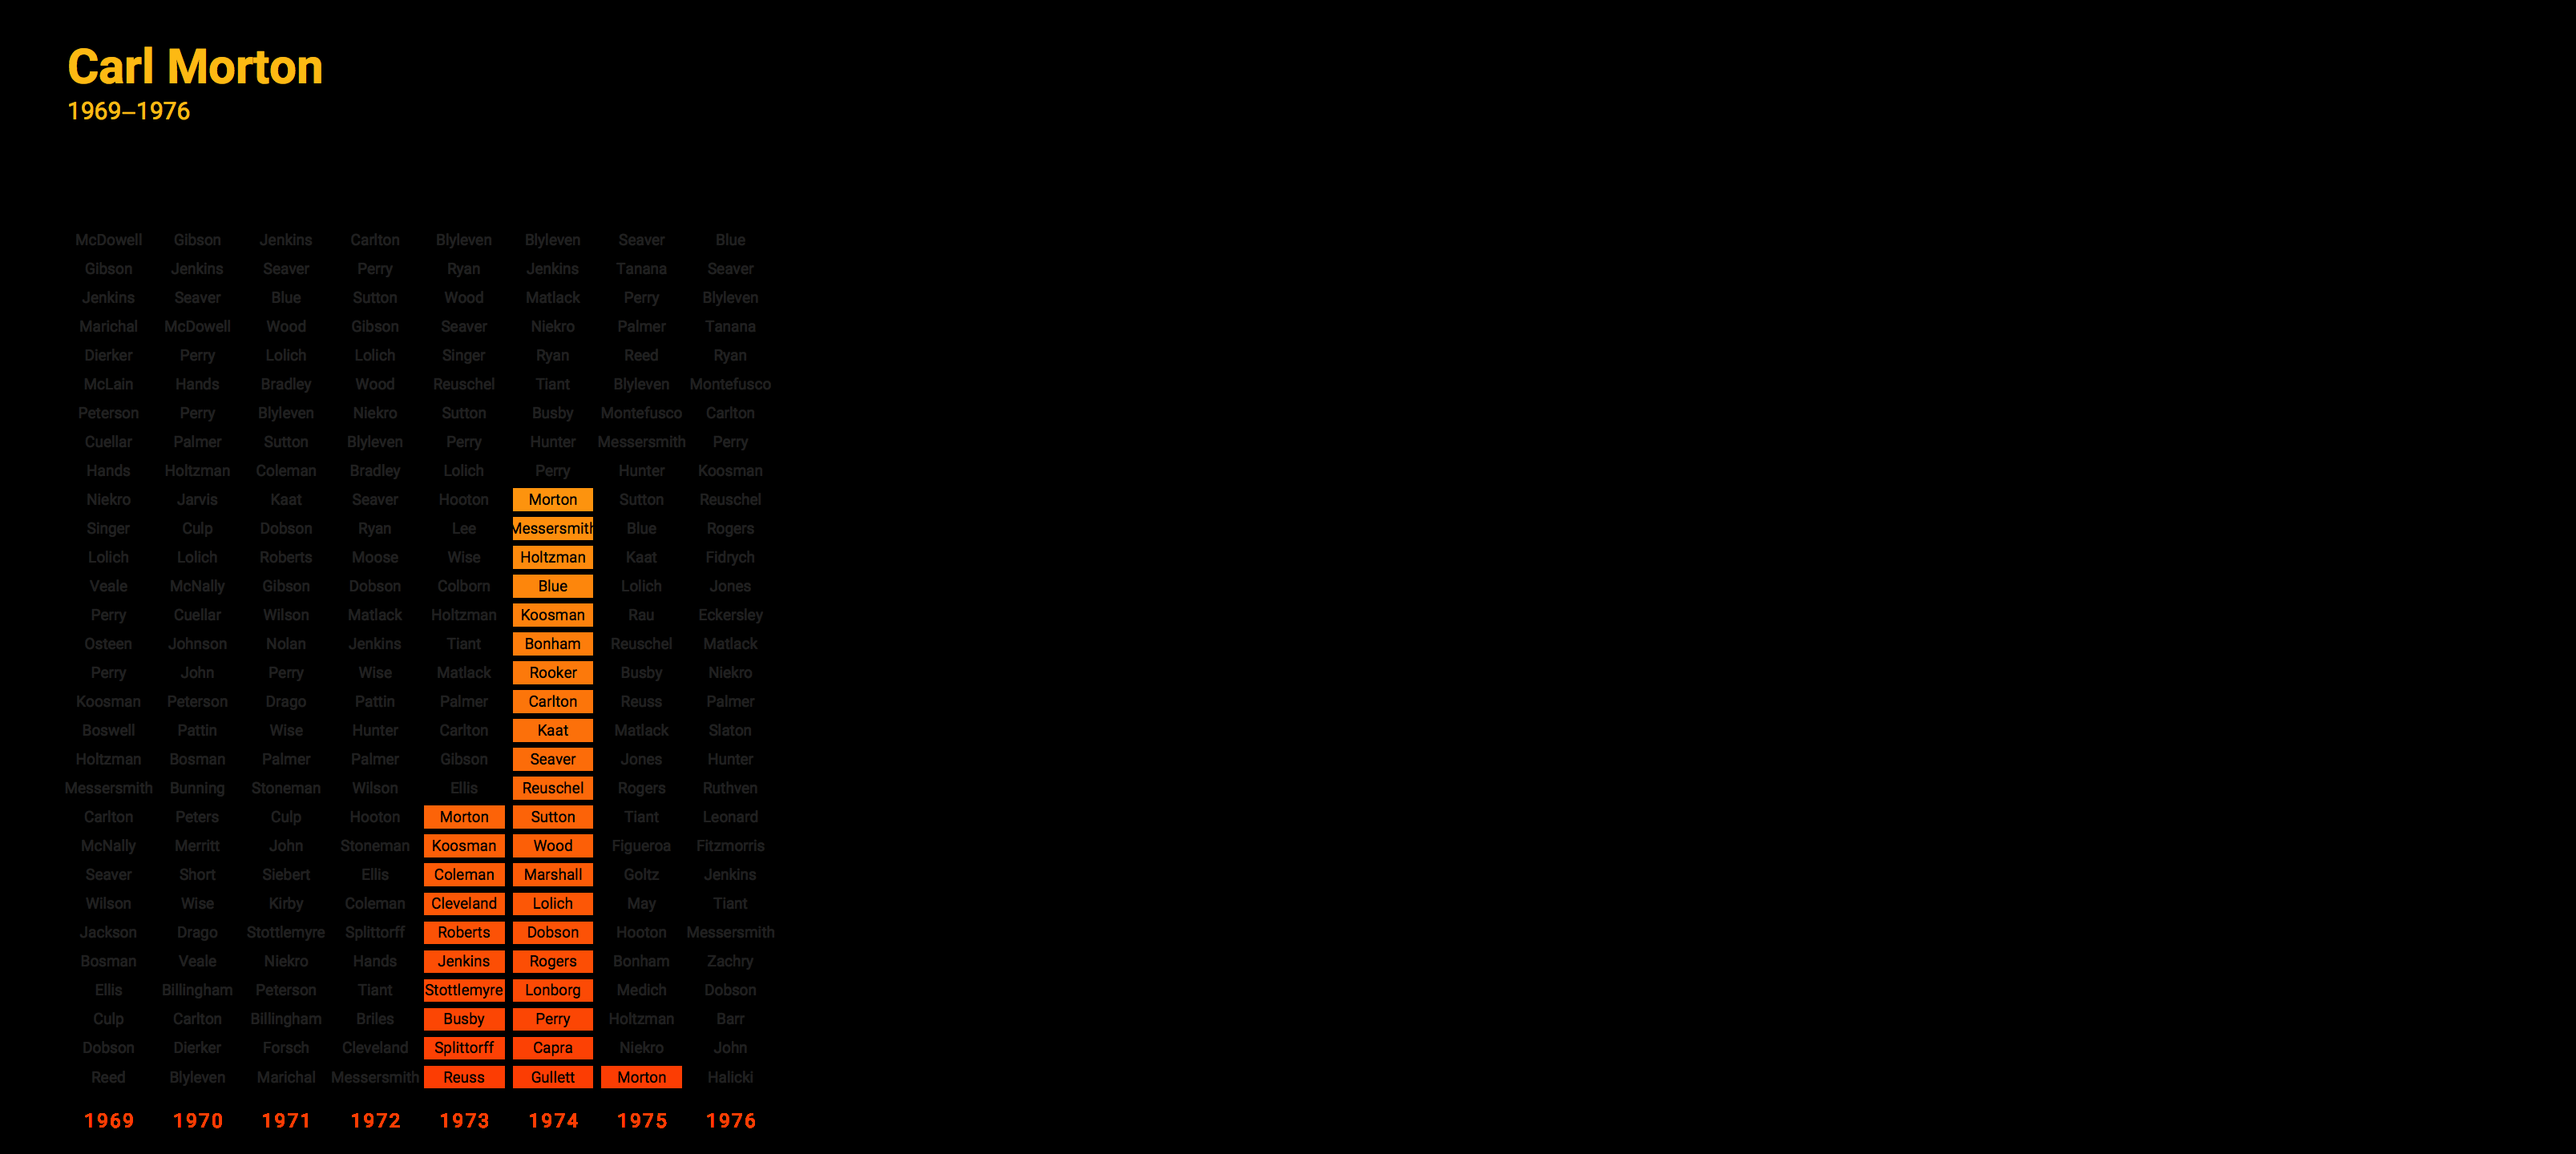 Carl Morton
1969–1976
McDowell Gibson Jenkins Carlton Blyleven Blyleven Seaver Blue
Gibson Jenkins Seaver Perry Ryan Jenkins Tanana Seaver
Jenkins Seaver Blue Sutton Wood Matlack Perry Blyleven
Marichal McDowell Wood Gibson Seaver Niekro Palmer Tanana
Dierker Perry Lolich Lolich Singer Ryan Reed Ryan
McLain Hands Bradley Wood Reuschel Tiant Blyleven Montefusco
Peterson Perry Blyleven Niekro Sutton Busby Montefusco Carlton
Cuellar Palmer Sutton Blyleven Perry Hunter Messersmith Perry
Hands Holtzman Coleman Bradley Lolich Perry Hunter Koosman
Niekro Jarvis Kaat Seaver Hooton Morton Sutton Reuschel
Singer Culp Dobson Ryan Lee Messersmith Blue Rogers
Lolich Lolich Roberts Moose Wise Holtzman Kaat Fidrych
Veale McNally Gibson Dobson Colborn Blue Lolich Jones
Perry Cuellar Wilson Matlack Holtzman Koosman Rau Eckersley
Osteen Johnson Nolan Jenkins Tiant Bonham Reuschel Matlack
Perry John Perry Wise Matlack Rooker Busby Niekro
Koosman Peterson Drago Pattin Palmer Carlton Reuss Palmer
Boswell Pattin Wise Hunter Carlton Kaat Matlack Slaton
Holtzman Bosman Palmer Palmer Gibson Seaver Jones Hunter
Messersmith Bunning Stoneman Wilson Ellis Reuschel Rogers Ruthven
Carlton Peters Culp Hooton Morton Sutton Tiant Leonard
McNally Merritt John Stoneman Koosman Wood Figueroa Fitzmorris
Seaver Short Siebert Ellis Coleman Marshall Goltz Jenkins
Wilson Wise Kirby Coleman Cleveland Lolich May Tiant
Jackson Drago Stottlemyre Splittorff Roberts Dobson Hooton Messersmith
Bosman Veale Niekro Hands Jenkins Rogers Bonham Zachry
Ellis Billingham Peterson Tiant Stottlemyre Lonborg Medich Dobson
Culp Carlton Billingham Briles Busby Perry Holtzman Barr
Dobson Dierker Forsch Cleveland Splittorff Capra Niekro John
Reed Blyleven Marichal Messersmith Reuss Gullett Morton Halicki
1969 1970 1971 1972 1973 1974 1975 1976